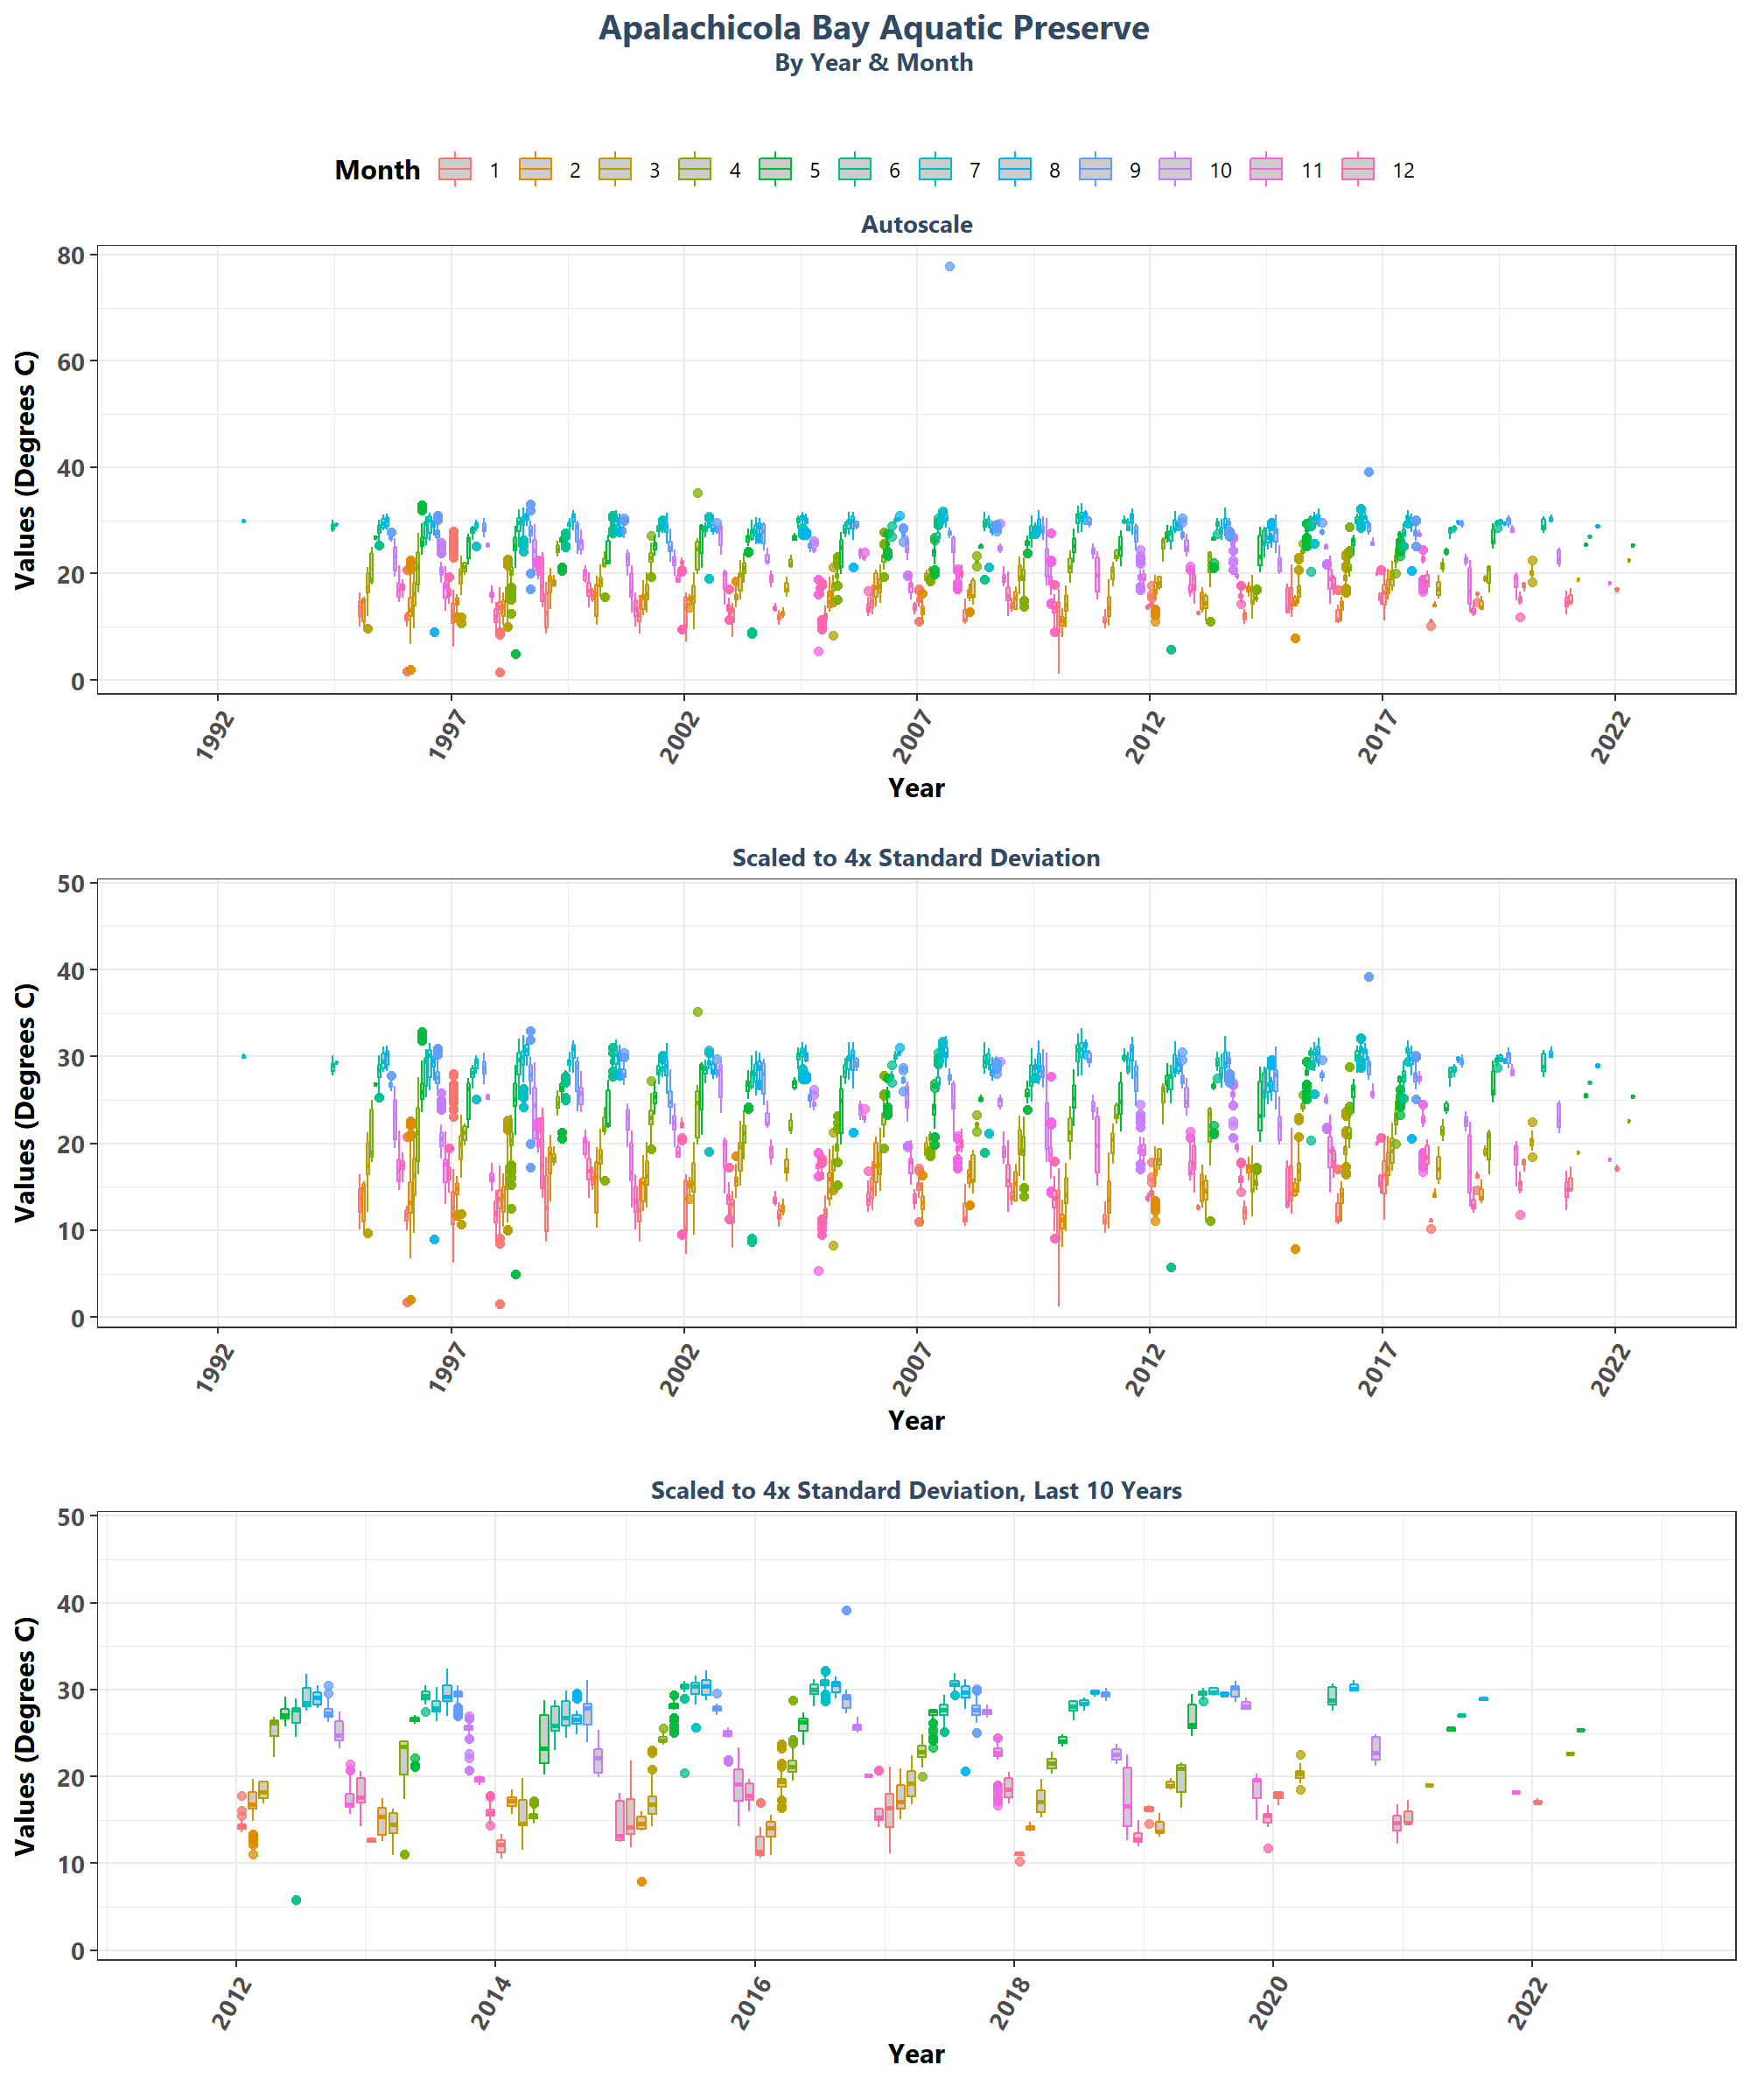 Apalachicola Bay Aquatic Preserve
By Year & Month
Month 1 2 3 4 5 6 7 8 9 10 11 12
Autoscale
Values (Degrees C)
80
60
40
20
0
1992 1997 2002 2007 2012 2017 2022
Year
Scaled to 4x Standard Deviation
Values (Degrees C)
50
40
30
20
10
0
1992 1997 2002 2007 2012 2017 2022
Year
Scaled to 4x Standard Deviation, Last 10 Years
Values (Degrees C)
50
40
30
20
10
0
2012 2014 2016 2018 2020 2022
Year